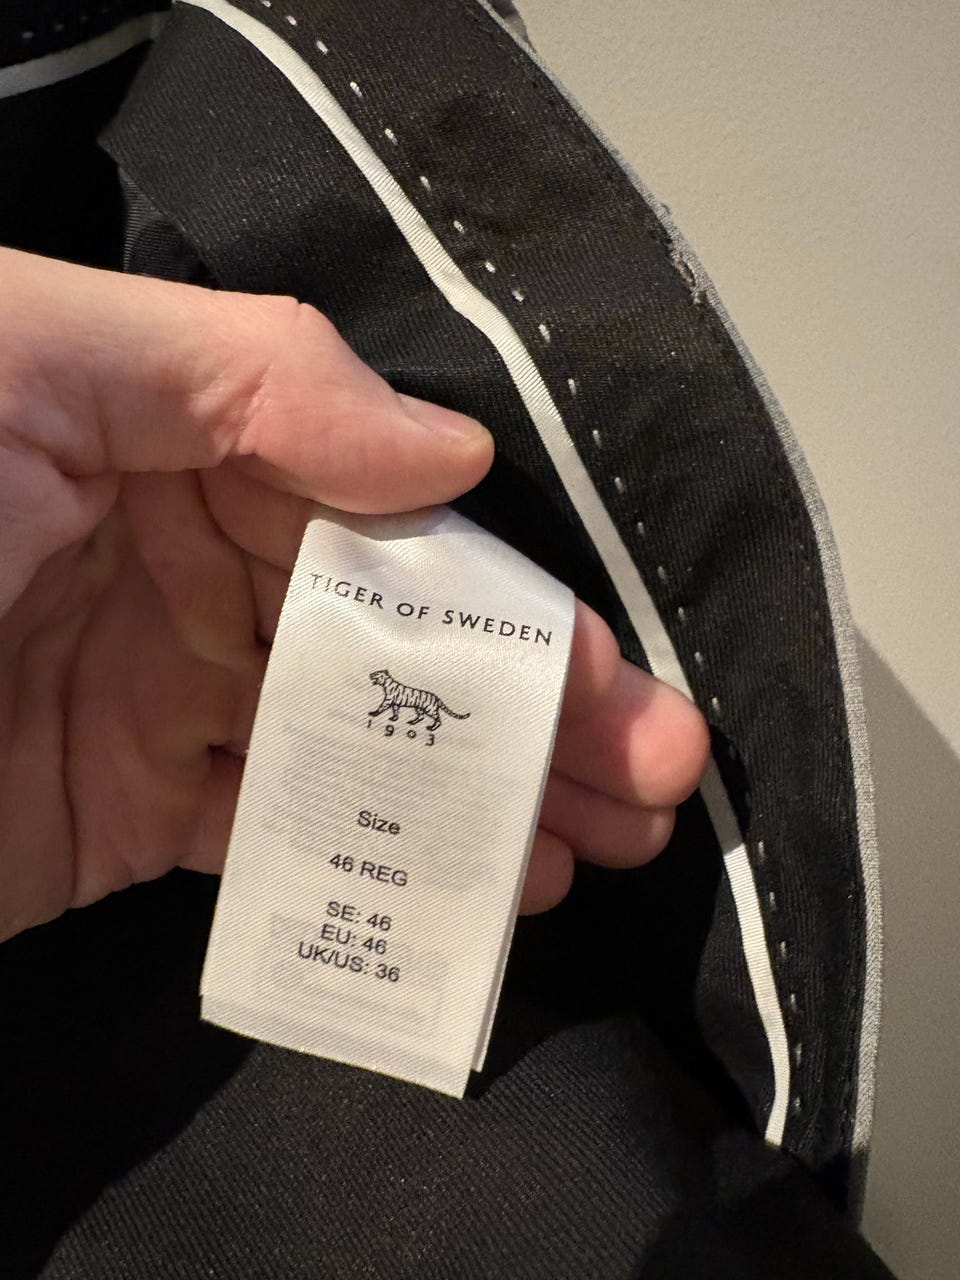 TIGER OF SWEDEN
1903
Size
46 REG
SE: 46
EU: 46
UK/US: 36